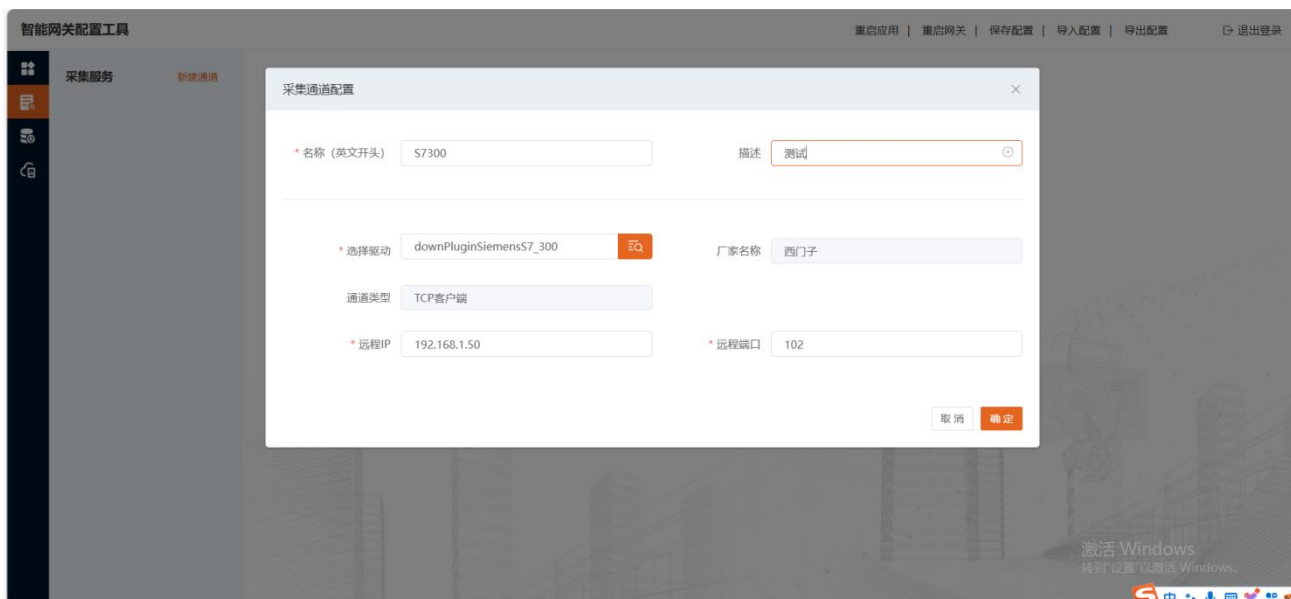 智能网关配置工具
重启应用 | 重启网关 | 保存配置 | 导入配置 | 导出配置 退出登录
采集服务 新建通道
采集通道配置
* 名称 (英文开头) S7300 描述 测试
* 选择驱动 downPluginSiemensS7_300 厂家名称 西门子
通道类型 TCP客户端
* 远程IP 192.168.1.50 * 远程端口 102
取消 确定
激活 Windows
转到"设置"以激活 Windows。
中